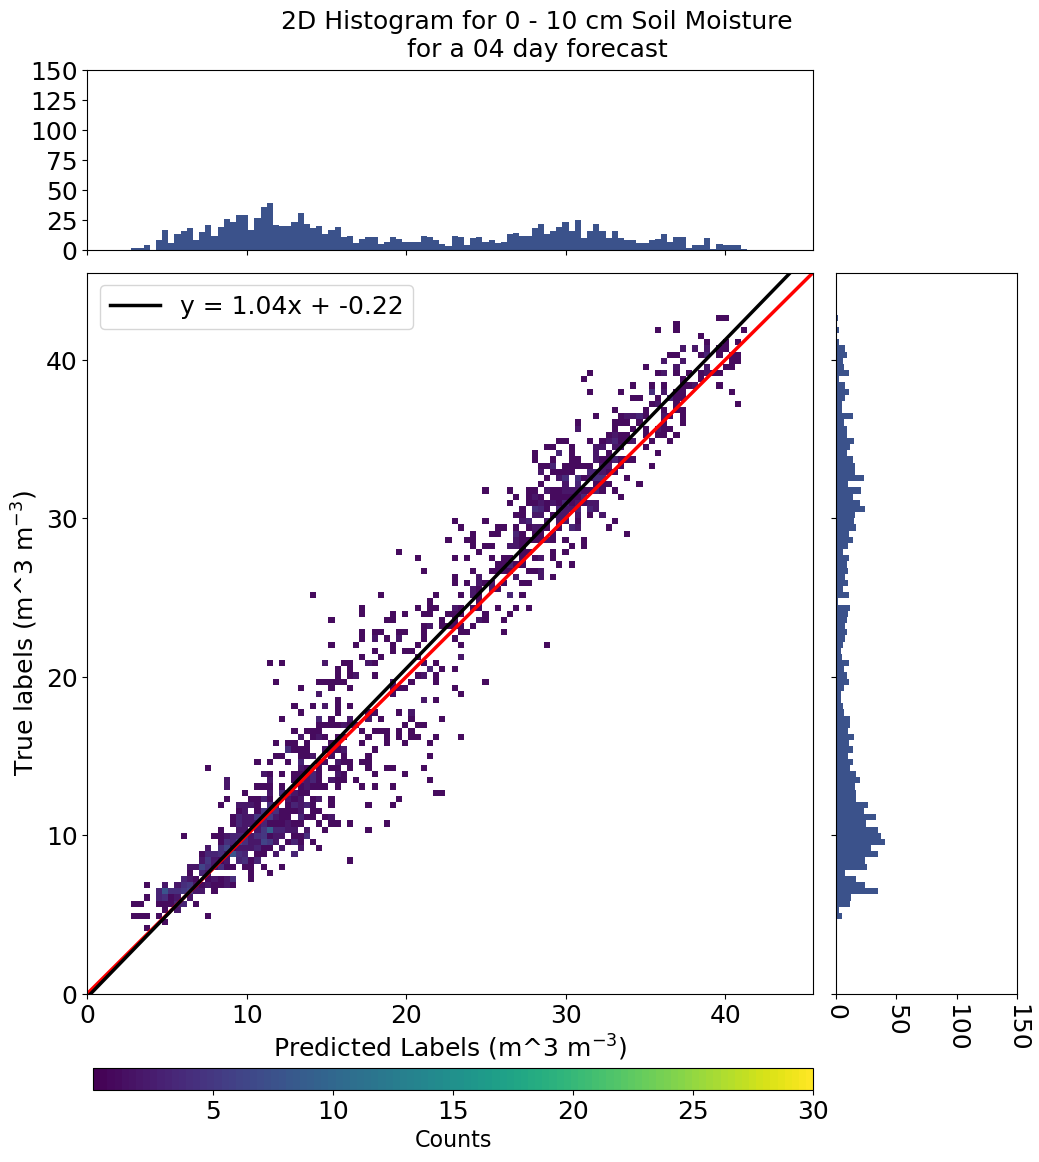 2D Histogram for 0 - 10 cm Soil Moisture
for a 04 day forecast
150
125
100
75
50
25
0
y = 1.04x + -0.22
40
30
20
10
0
True labels (m^3 m⁻³)
0 10 20 30 40
Predicted Labels (m^3 m⁻³)
0 50 100 150
5 10 15 20 25 30
Counts